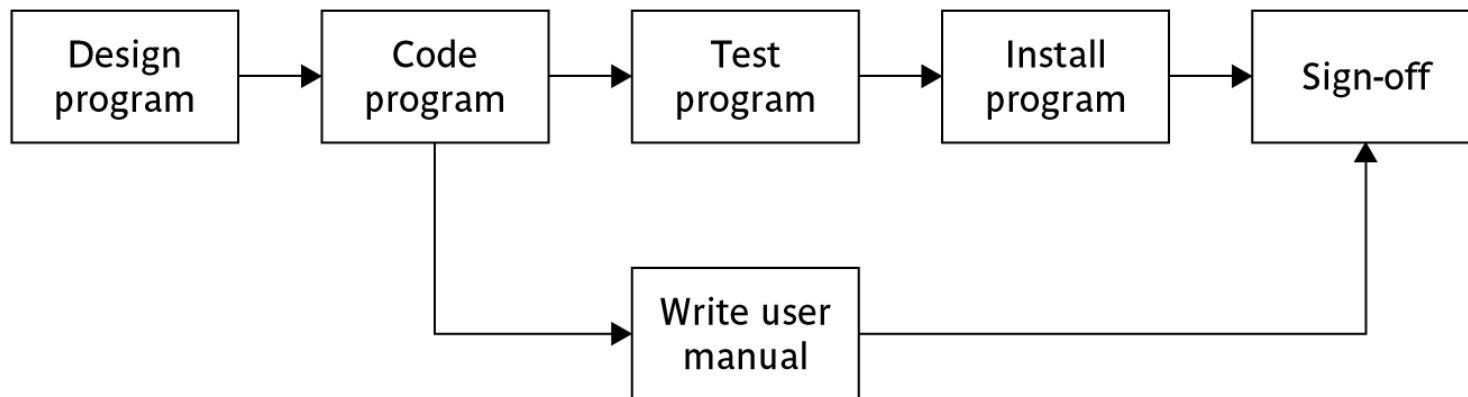 Design
program
Code
program
Test
program
Install
program
Sign-off
Write user
manual